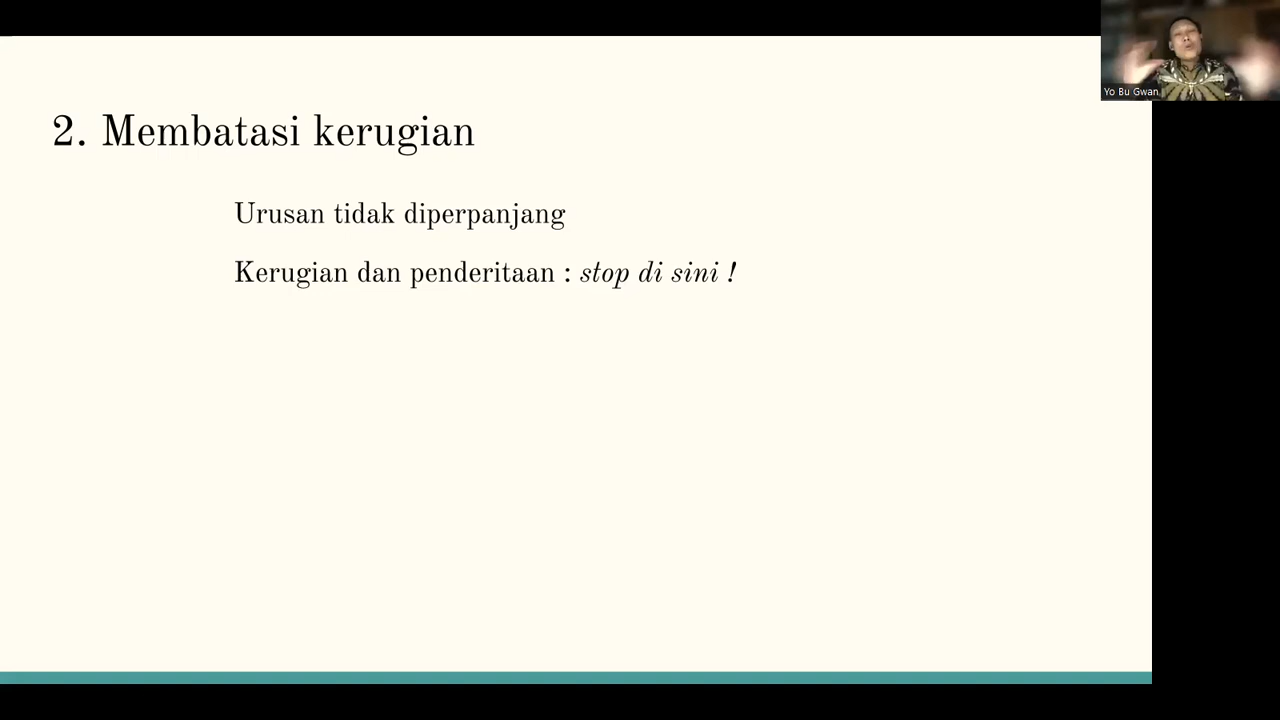 Yo Bu Gwan
2. Membatasi kerugian
Urusan tidak diperpanjang
Kerugian dan penderitaan : stop di sini !